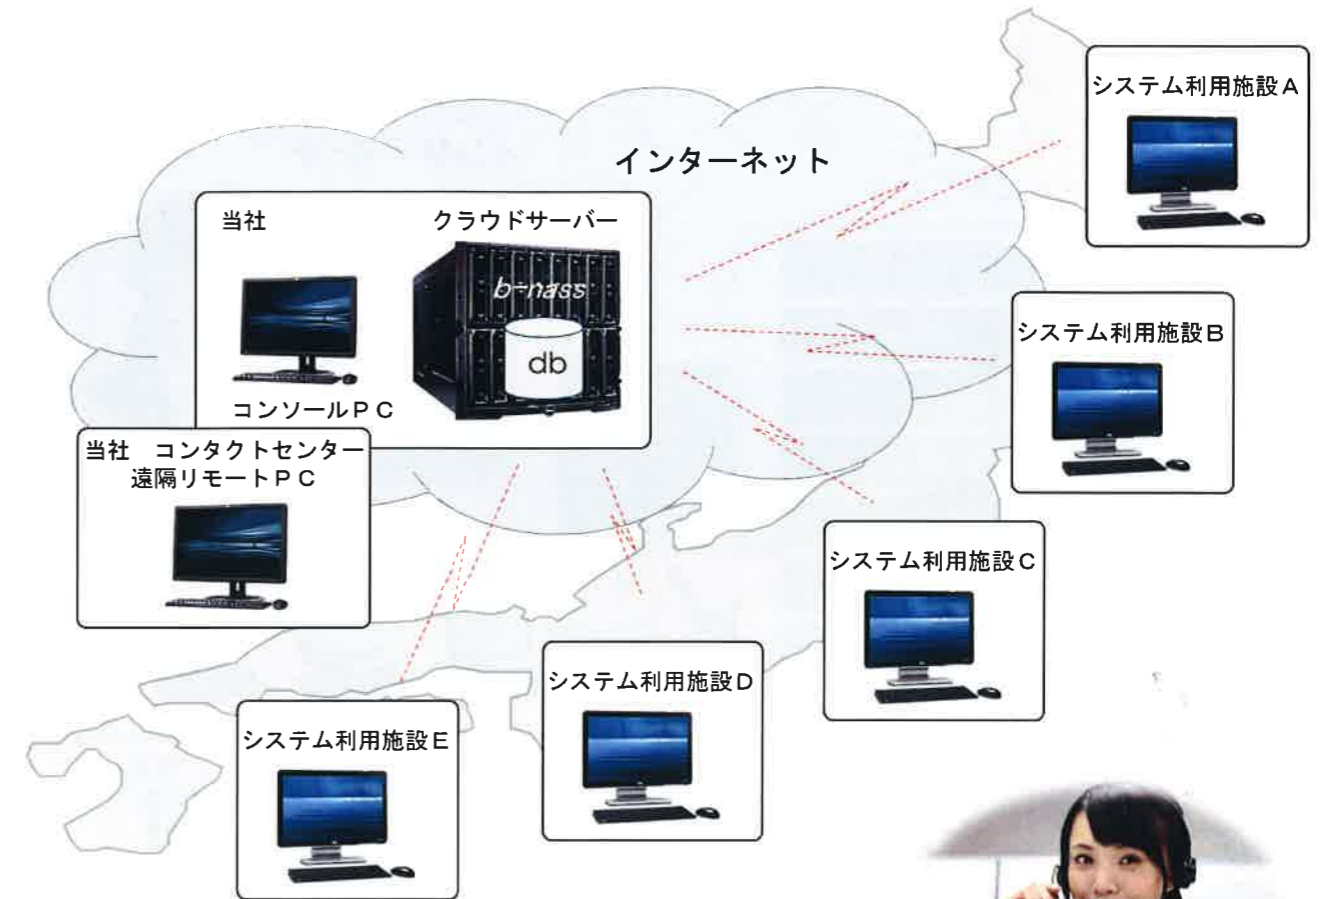 システム利用施設A
インターネット
当社
クラウドサーバー
b-nass
db
コンソールＰＣ
システム利用施設B
当社　コンタクトセンター
遠隔リモートＰＣ
システム利用施設C
システム利用施設D
システム利用施設E